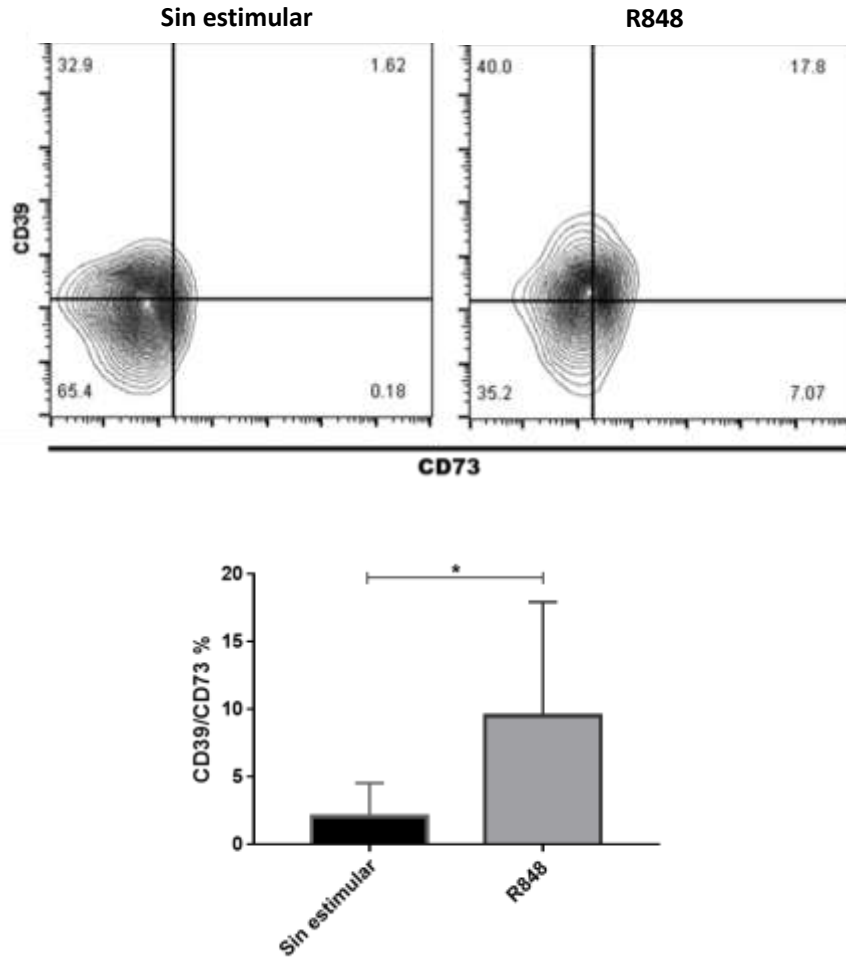 Sin estimular
R848
32.9
1.62
40.0
17.8
CD39
65.4
0.18
35.2
7.07
CD73
*
20
15
10
5
0
CD39/CD73 %
Sin estimular
R848